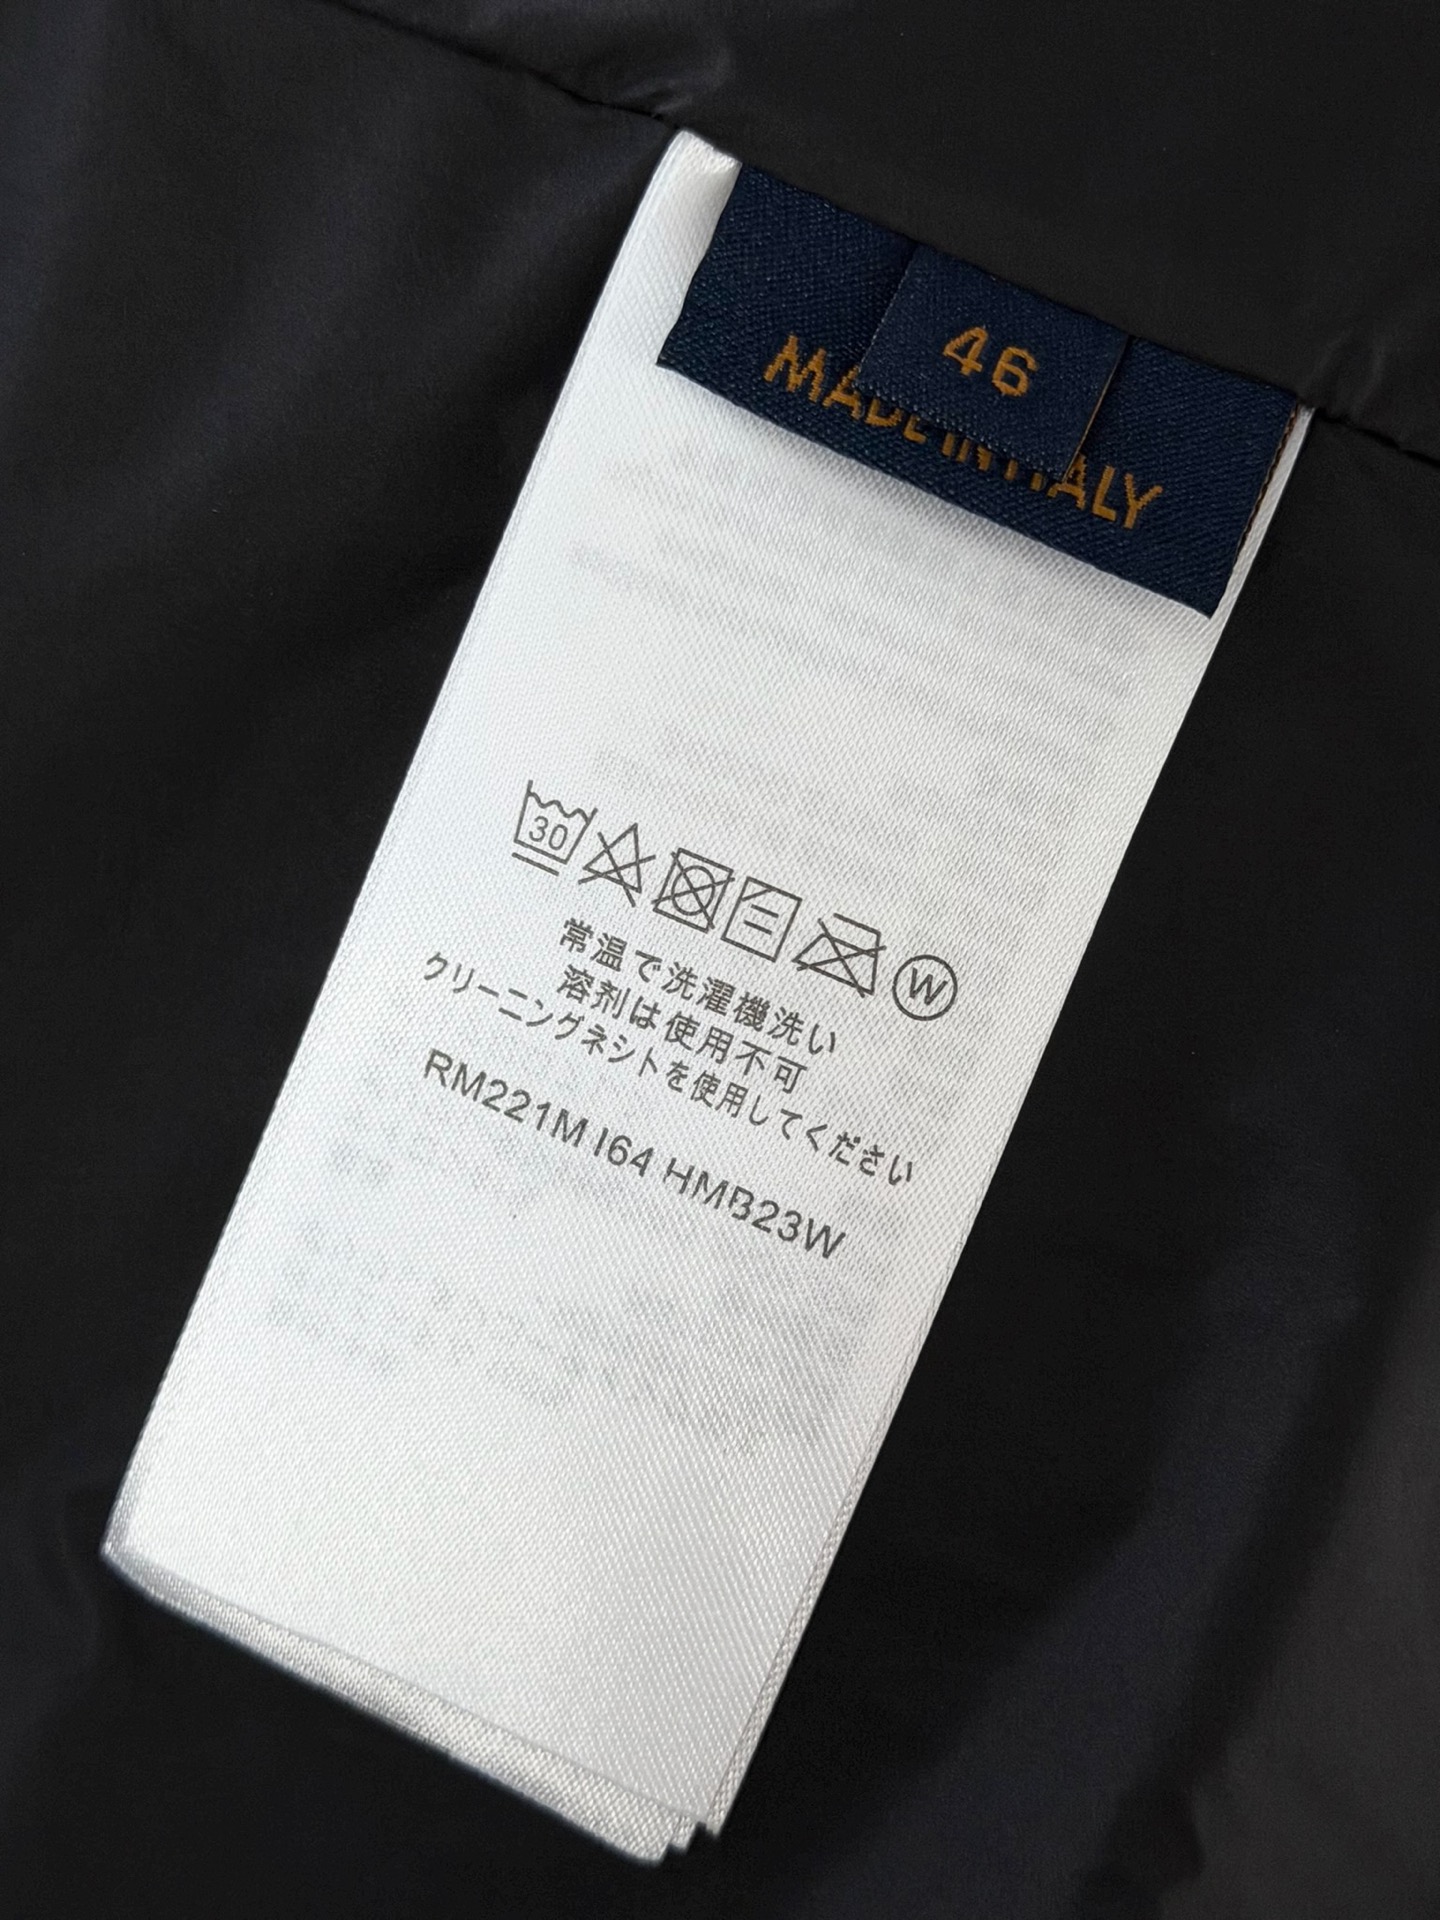 46
MADE IN ITALY
30
W
常温で洗濯機洗い
溶剤は使用不可
クリーニングネットを使用してください
RM221M I64 HMB23W